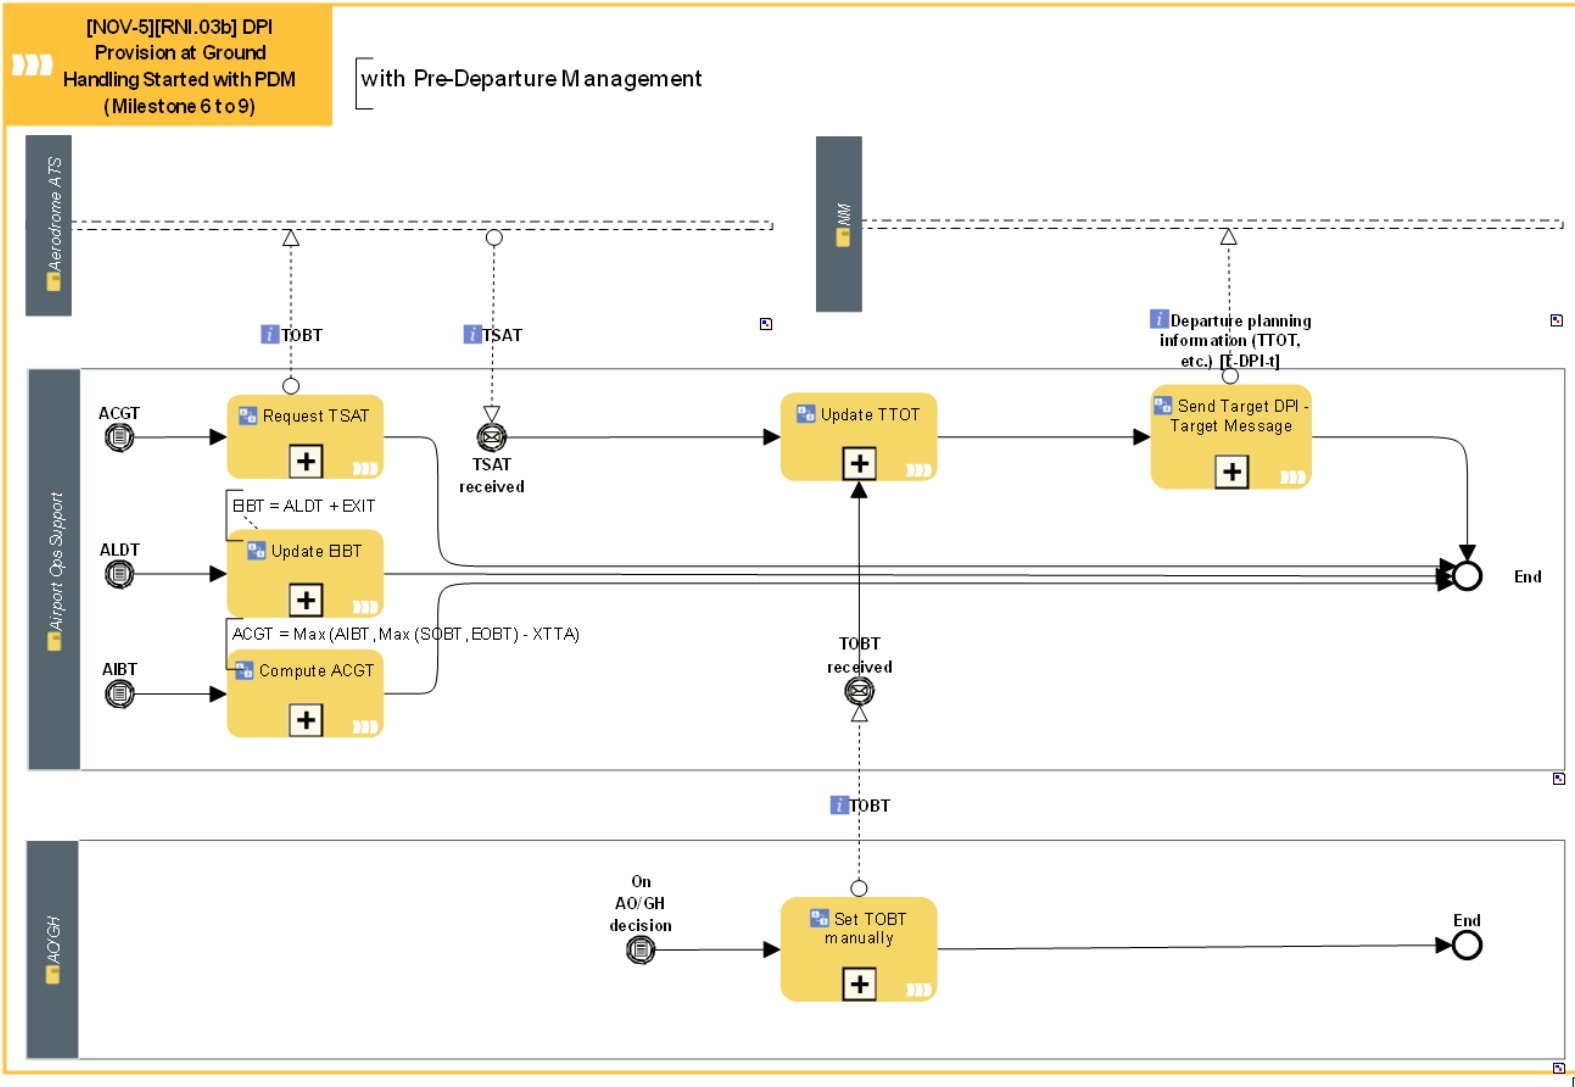 [NOV-5][RNI.03b] DPI
Provision at Ground
Handling Started with PDM
(Milestone 6 to 9)
with Pre-Departure Management
Aerodrome ATS
NM
TOBT
TSAT
Departure planning
information (TTOT,
etc.) [T-DPI-t]
Airport Ops Support
ACGT
Request TSAT
TSAT
received
Update TTOT
Send Target DPI -
Target Message
EIBT = ALDT + EXIT
ALDT
Update EIBT
End
ACGT = Max (AIBT, Max (SOBT, EOBT) - XTTA)
AIBT
Compute ACGT
TOBT
received
TOBT
AO/GH
On
AO/GH
decision
Set TOBT
manually
End